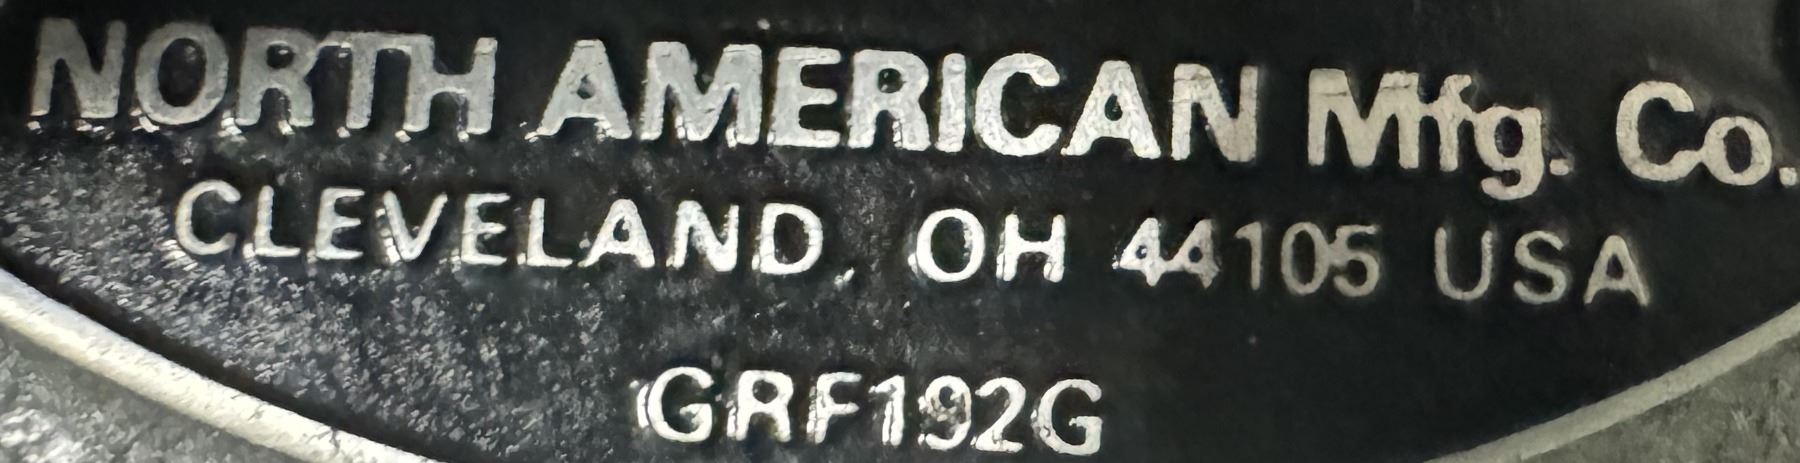 NORTH AMERICAN Mfg. Co.
CLEVELAND, OH 44105 USA
GRF192G